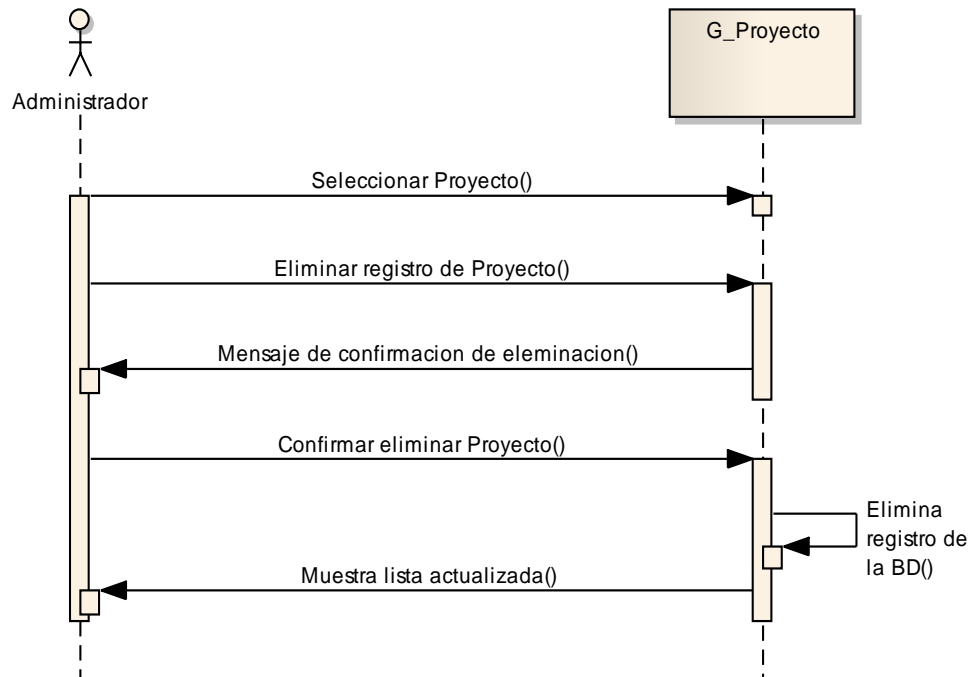 G_Proyecto
Administrador
Seleccionar Proyecto()
Eliminar registro de Proyecto()
Mensaje de confirmacion de eleminacion()
Confirmar eliminar Proyecto()
Elimina
registro de
la BD()
Muestra lista actualizada()